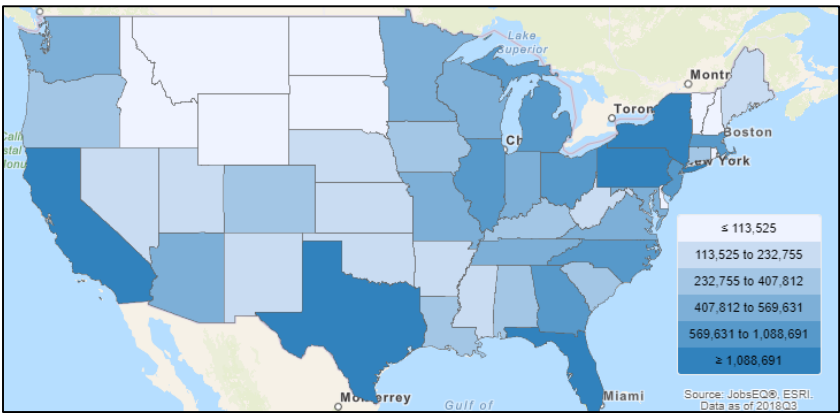 Lake
Superior
Montr
Toron
Ch
Boston
ew York
≤ 113,525
113,525 to 232,755
232,755 to 407,812
407,812 to 569,631
569,631 to 1,088,691
≥ 1,088,691
Source: JobsEQ®, ESRI.
Data as of 2018Q3
Miami
Gulf of